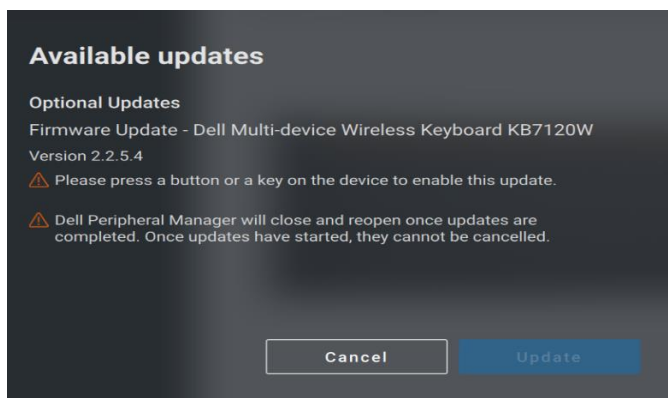 Available updates
Optional Updates
Firmware Update - Dell Multi-device Wireless Keyboard KB7120W
Version 2.2.5.4
Please press a button or a key on the device to enable this update.
Dell Peripheral Manager will close and reopen once updates are
completed. Once updates have started, they cannot be cancelled.
Cancel
Update